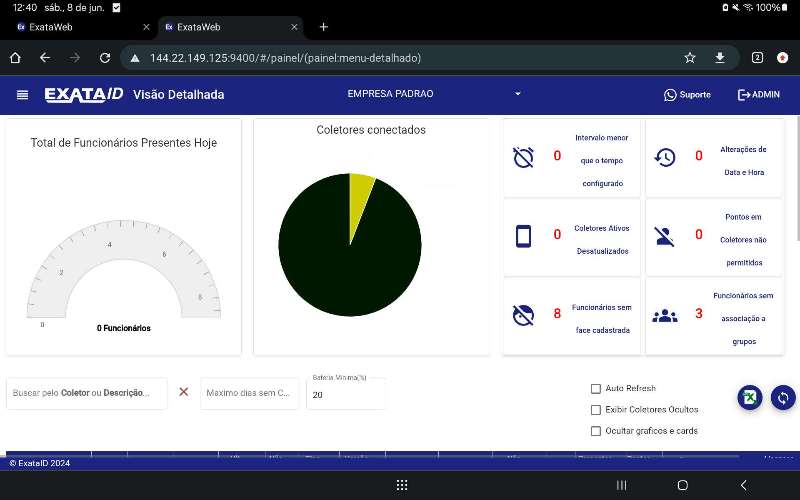 12:40 sáb., 8 de jun.
100%
Ex ExataWeb
Ex ExataWeb
144.22.149.125:9400/#/painel/(painel:menu-detalhado)
2
EXATAID Visão Detalhada
EMPRESA PADRAO
Suporte
ADMIN
Total de Funcionários Presentes Hoje
0
2
4
6
8
0 Funcionários
Coletores conectados
0
Intervelo menor
que o tempo
configurado
0
Alterações de
Data e Hora
0
Coletores Ativos
Desatualizados
0
Pontos em
Coletores não
permitidos
8
Funcionários sem
face cadastrada
3
Funcionários sem
associação a
grupos
Buscar pelo Coletor ou Descrição...
Maximo dias sem C...
Bateria Minima(%)
20
Auto Refresh
Exibir Coletores Ocultos
Ocultar graficos e cards
© ExataID 2024